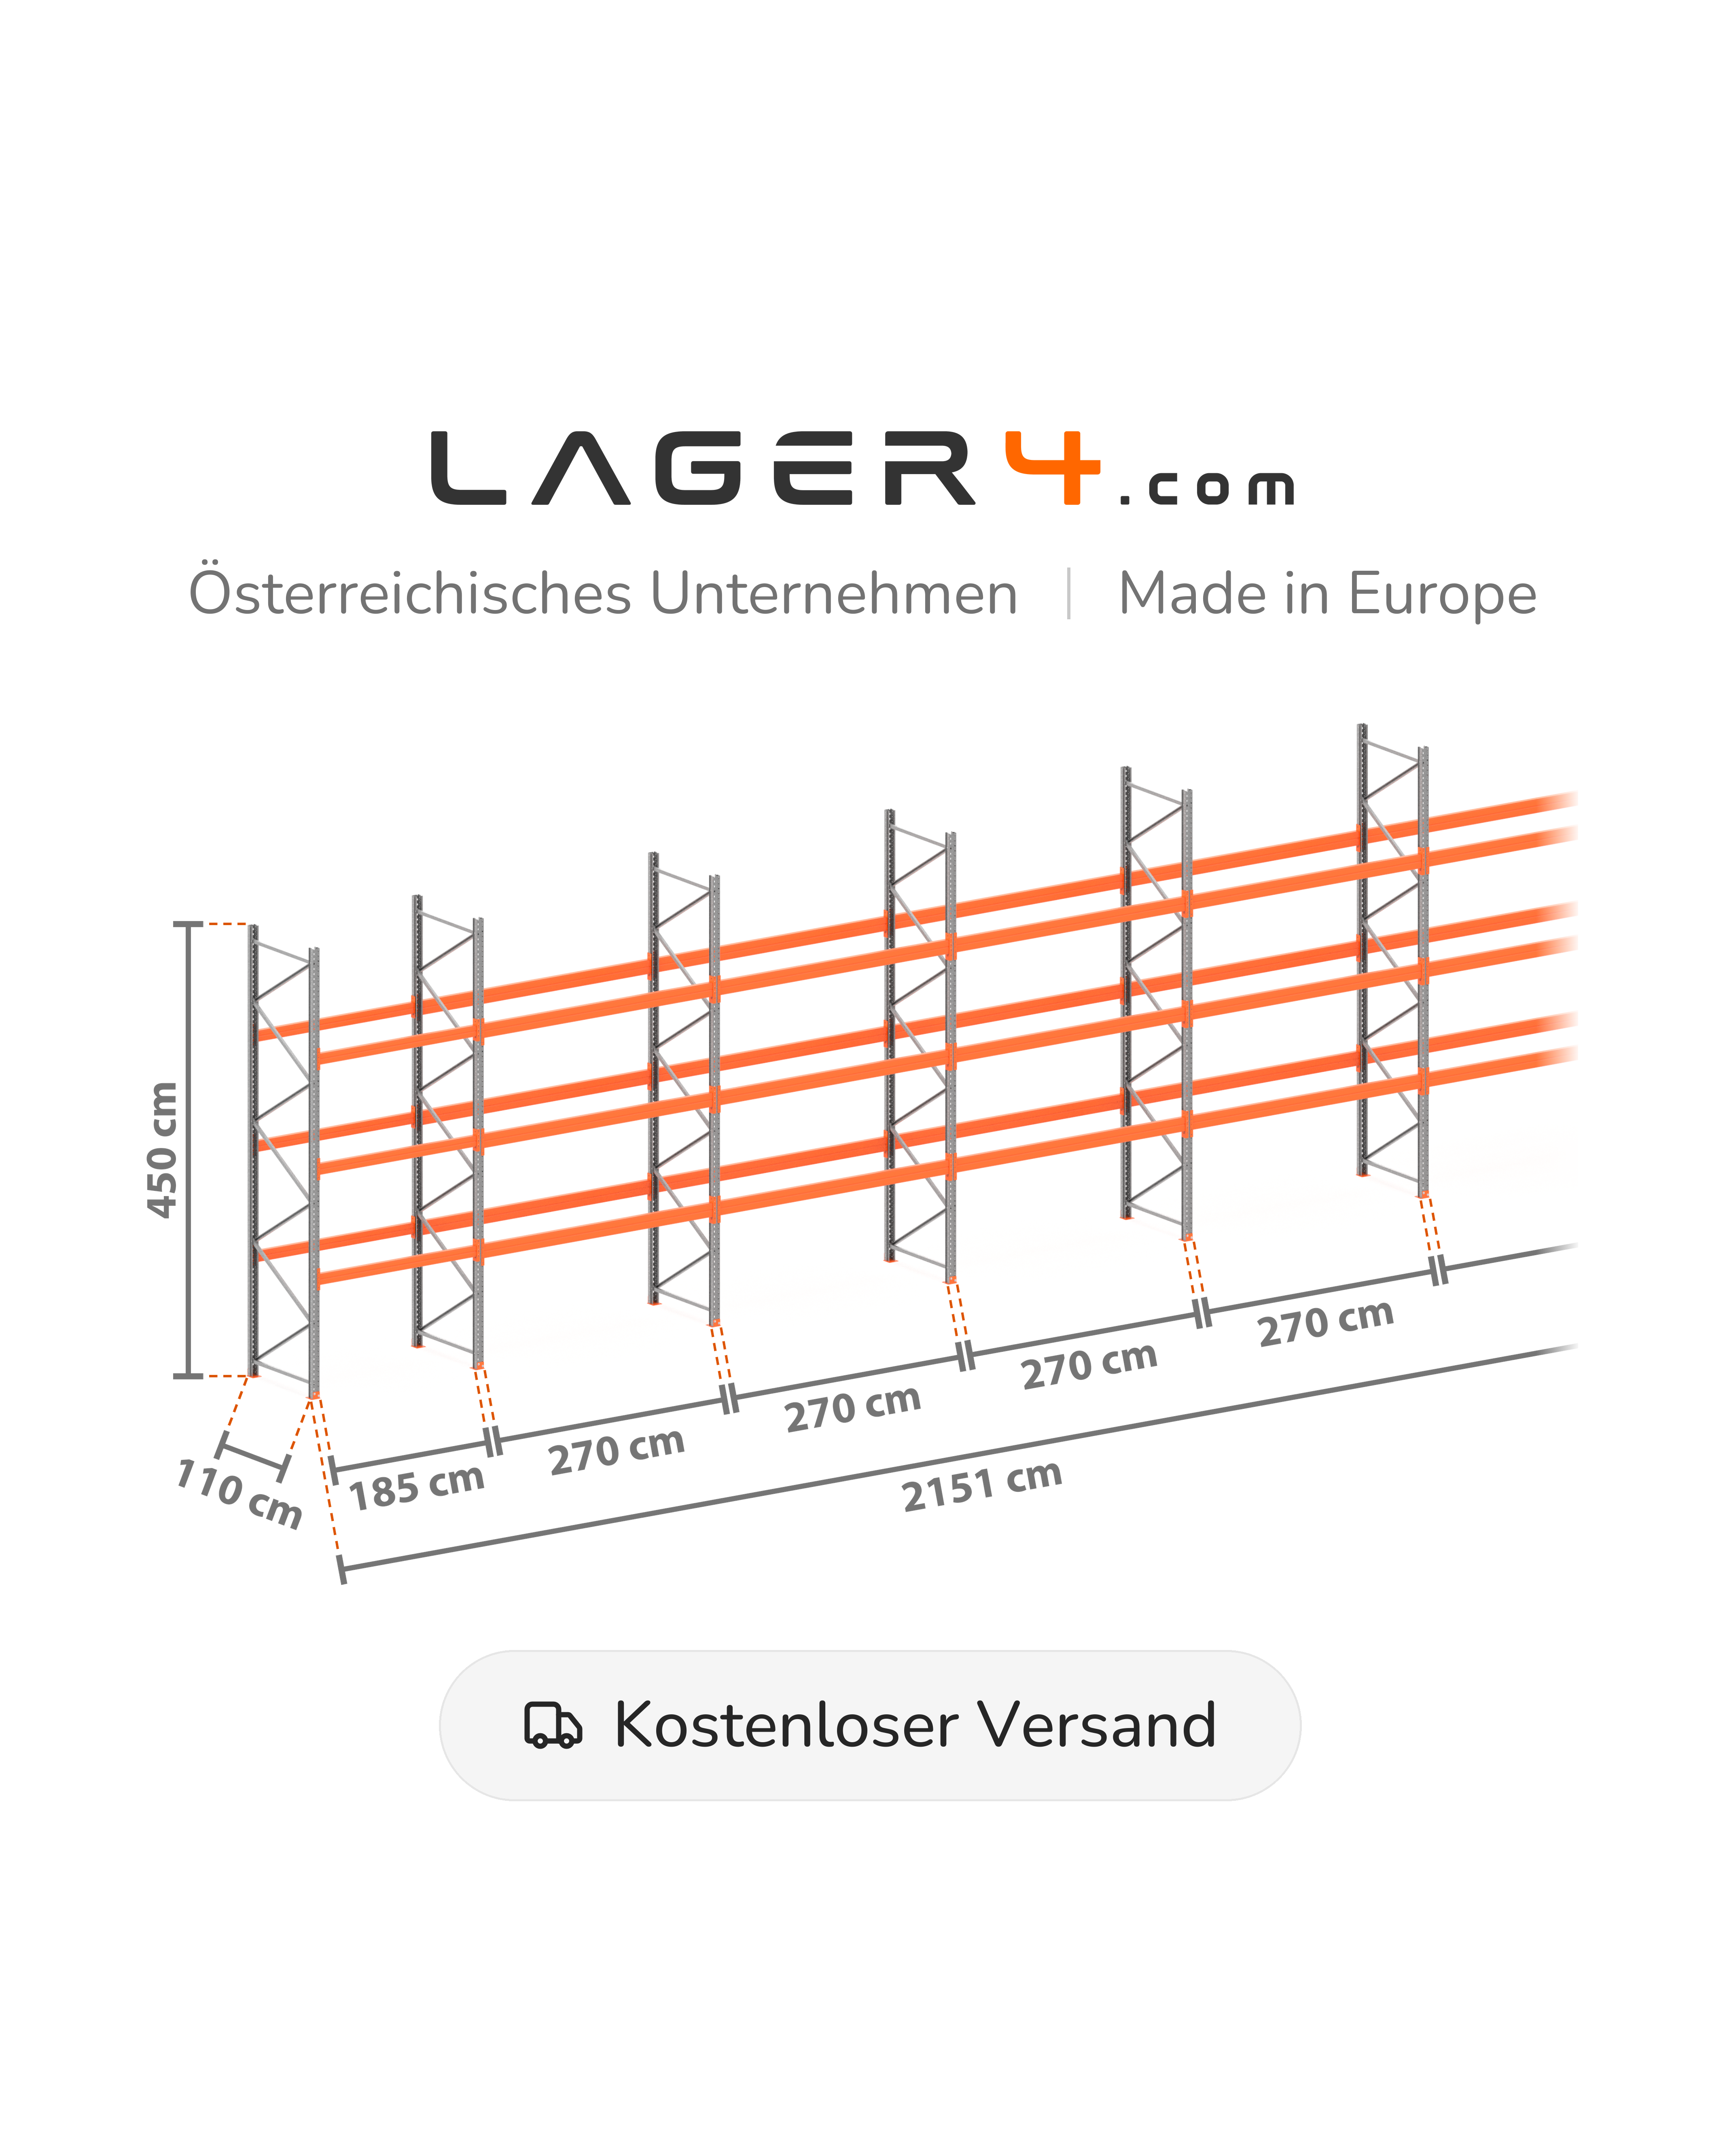 LAGER4.com
Österreichisches Unternehmen | Made in Europe
450 cm
110 cm
185 cm
270 cm
270 cm
270 cm
270 cm
2151 cm
Kostenloser Versand